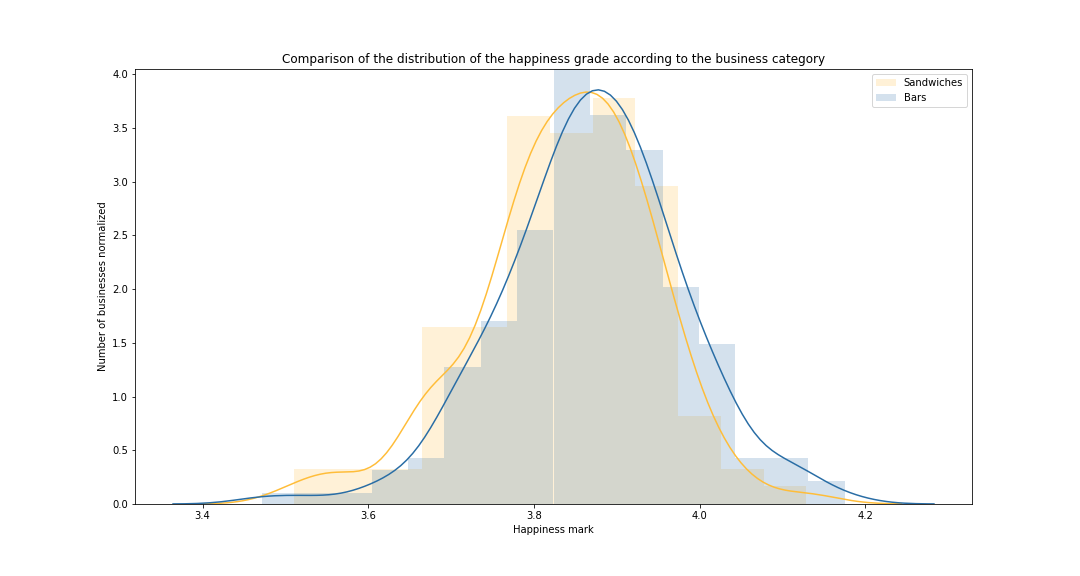 Comparison of the distribution of the happiness grade according to the business category
Sandwiches
Bars
4.0
3.5
3.0
2.5
2.0
1.5
1.0
0.5
0.0
Number of businesses normalized
3.4 3.6 3.8 4.0 4.2
Happiness mark